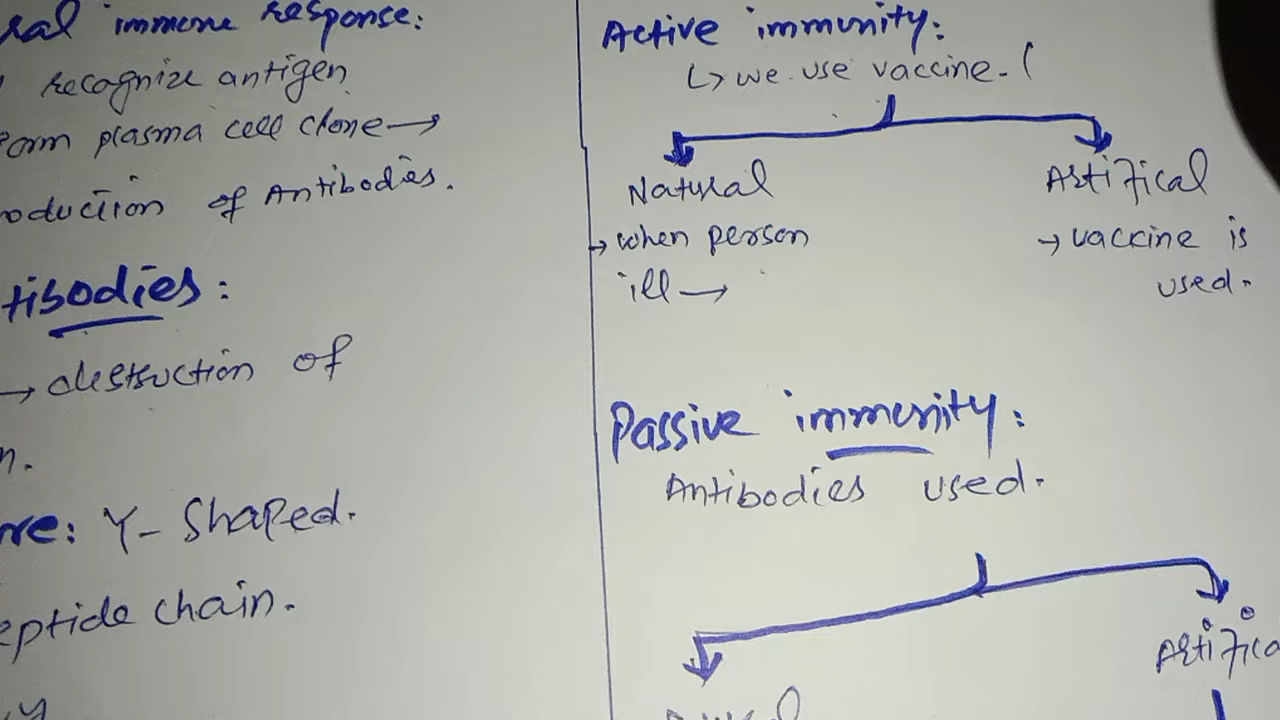 immune response:
recognize antigen
plasma cell clone →
of Antibodies.
tibodies:
→ destruction of
n.
re: Y- Shaped.
eptide chain.
Active immunity:
↳ we use vaccine. (
Natural Artifical
→ when person → vaccine is
ill → used.
Passive immunity:
Antibodies used.
Artifica